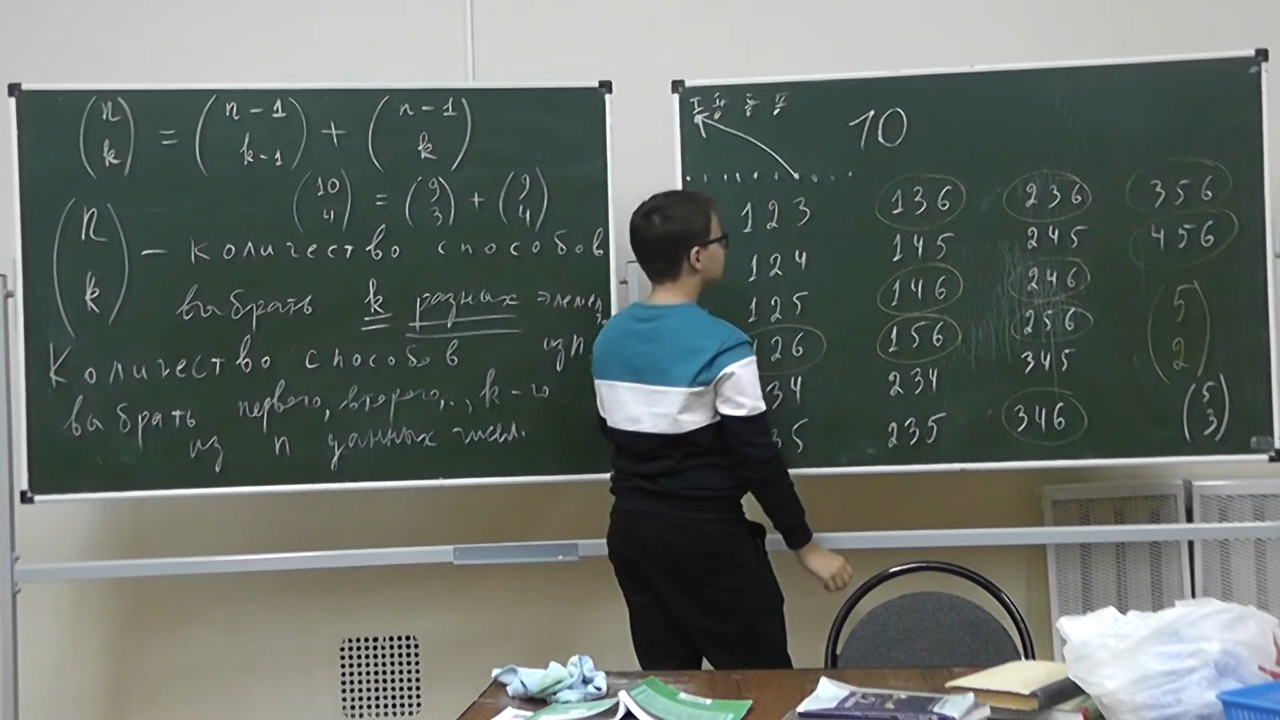 (n k) = (n-1 k-1) + (n-1 k)
(10 4) = (9 3) + (9 4)
(n k) - количество способов
выбрать k разных
из n
Количество способов
выбрать первого, второго, .., k-го
из n данных чисел.
10
123 136 236 356
124 145 245 456
125 146 246
26 156 256
34 234 345
35 235 346
(5 2)
(5 3)